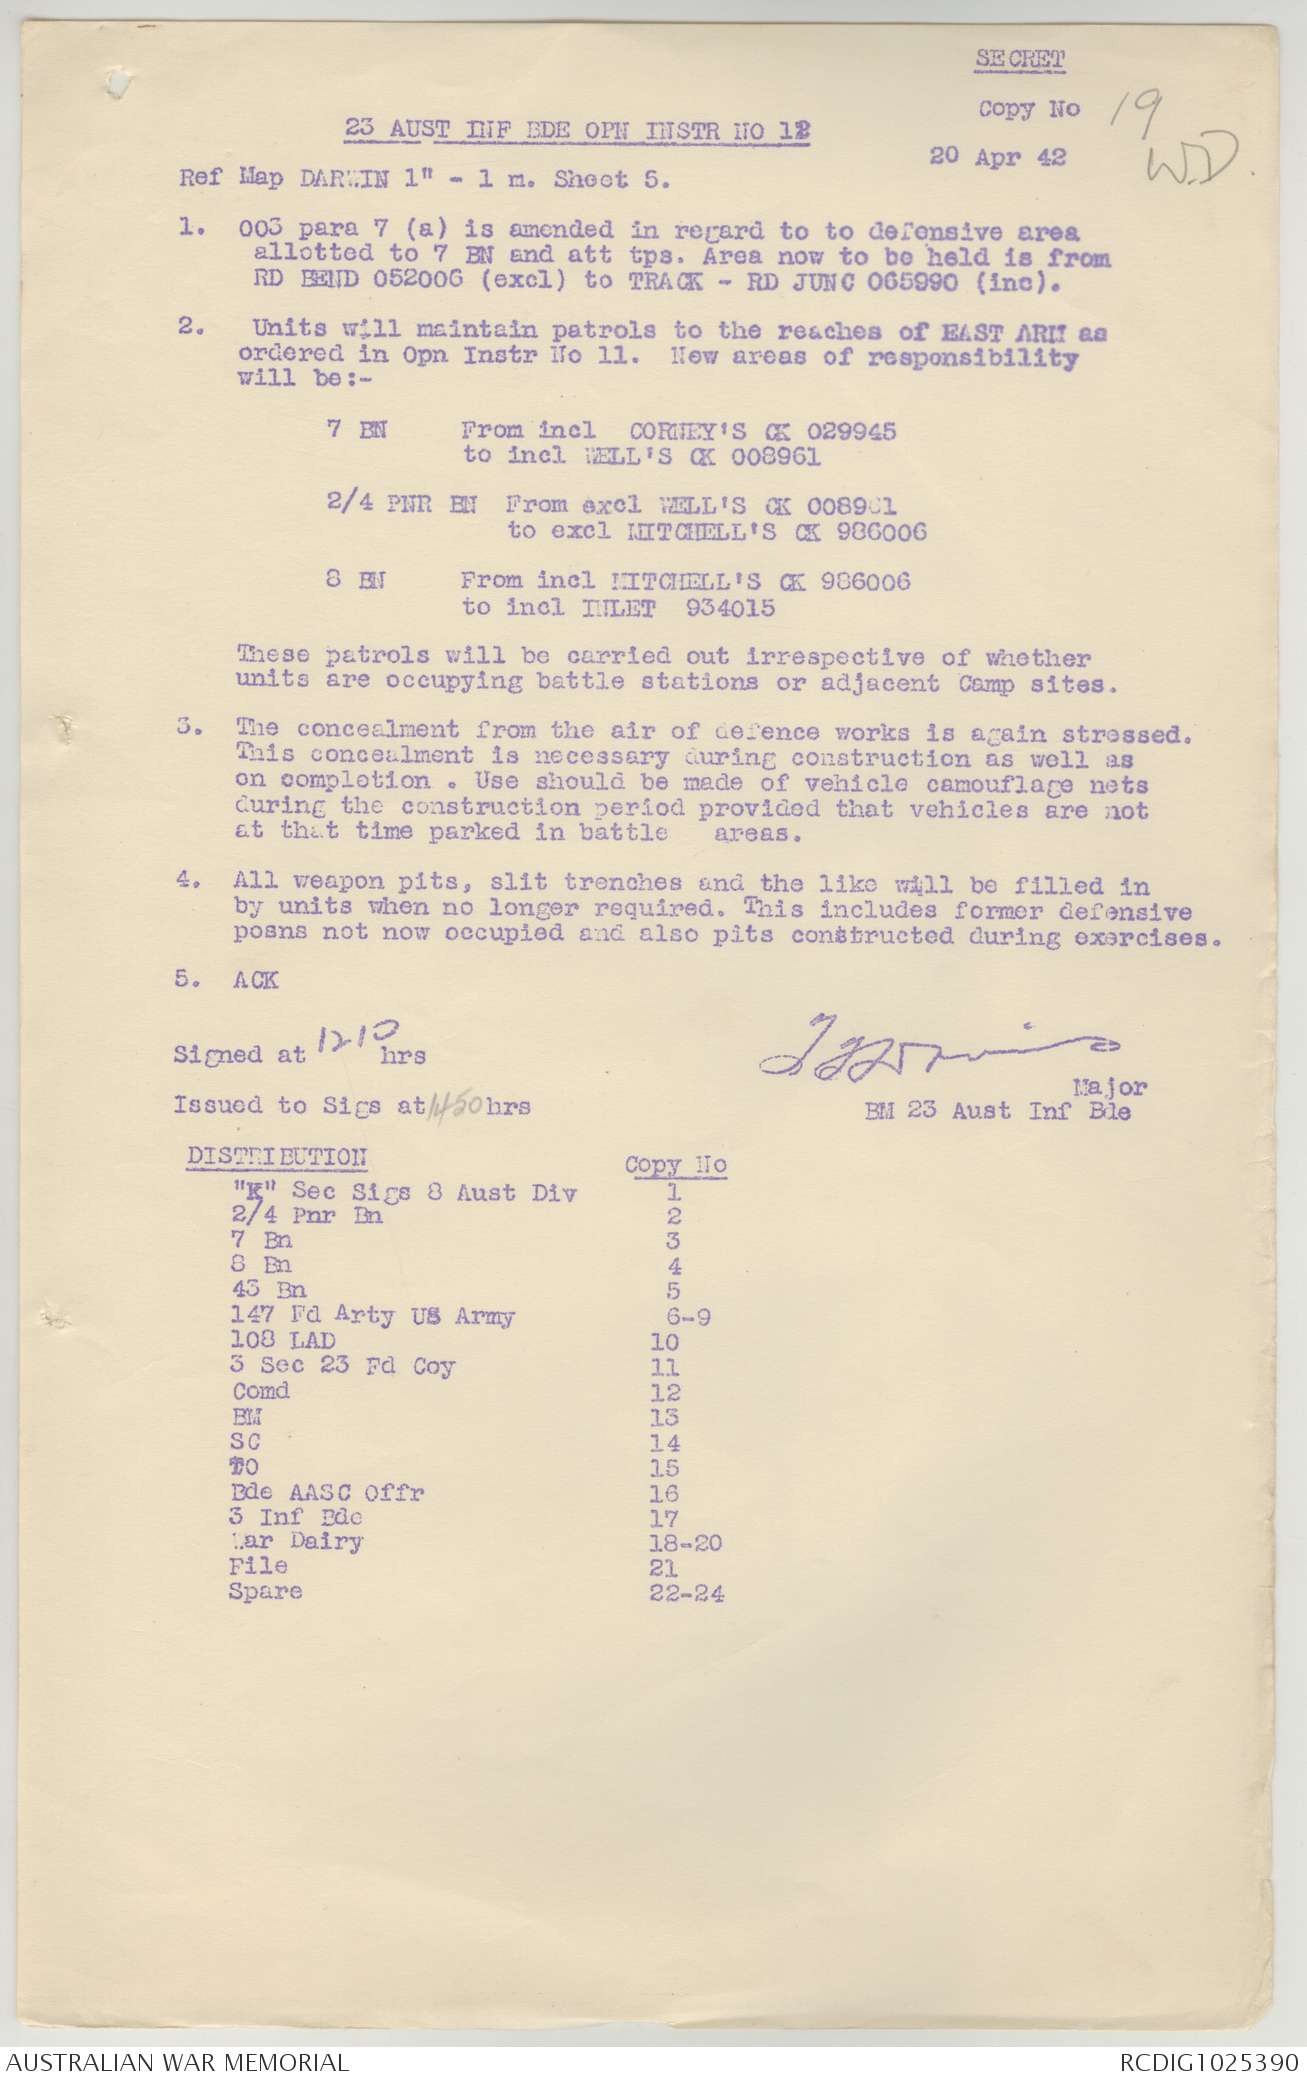 SECRET
Copy No 19
W.D.
23 AUST INF BDE OPN INSTR NO 12
20 Apr 42
Ref Map DARWIN 1" - 1 m. Sheet 5.
1. 003 para 7 (a) is amended in regard to to defensive area
allotted to 7 BN and att tps. Area now to be held is from
RD BEND 052006 (excl) to TRACK - RD JUNC 065990 (inc).
2. Units will maintain patrols to the reaches of EAST ARM as
ordered in Opn Instr No 11. New areas of responsibility
will be:-
7 BN From incl CORNEY'S CK 029945
to incl WELL'S CK 008961
2/4 PNR BN From excl WELL'S CK 008961
to excl MITCHELL'S CK 986006
8 BN From incl MITCHELL'S CK 986006
to incl INLET 934015
These patrols will be carried out irrespective of whether
units are occupying battle stations or adjacent Camp sites.
3. The concealment from the air of defence works is again stressed.
This concealment is necessary during construction as well as
on completion . Use should be made of vehicle camouflage nets
during the construction period provided that vehicles are not
at that time parked in battle areas.
4. All weapon pits, slit trenches and the like will be filled in
by units when no longer required. This includes former defensive
posns not now occupied and also pits constructed during exercises.
5. ACK
Signed at 1210 hrs
Major
Issued to Sigs at 1450 hrs
BM 23 Aust Inf Bde
DISTRIBUTION Copy No
"K" Sec Sigs 8 Aust Div 1
2/4 Pnr Bn 2
7 Bn 3
8 Bn 4
43 Bn 5
147 Fd Arty US Army 6-9
108 LAD 10
3 Sec 23 Fd Coy 11
Comd 12
BM 13
SC 14
TO 15
Bde AASC Offr 16
3 Inf Bde 17
War Dairy 18-20
File 21
Spare 22-24
AUSTRALIAN WAR MEMORIAL RCDIG1025390